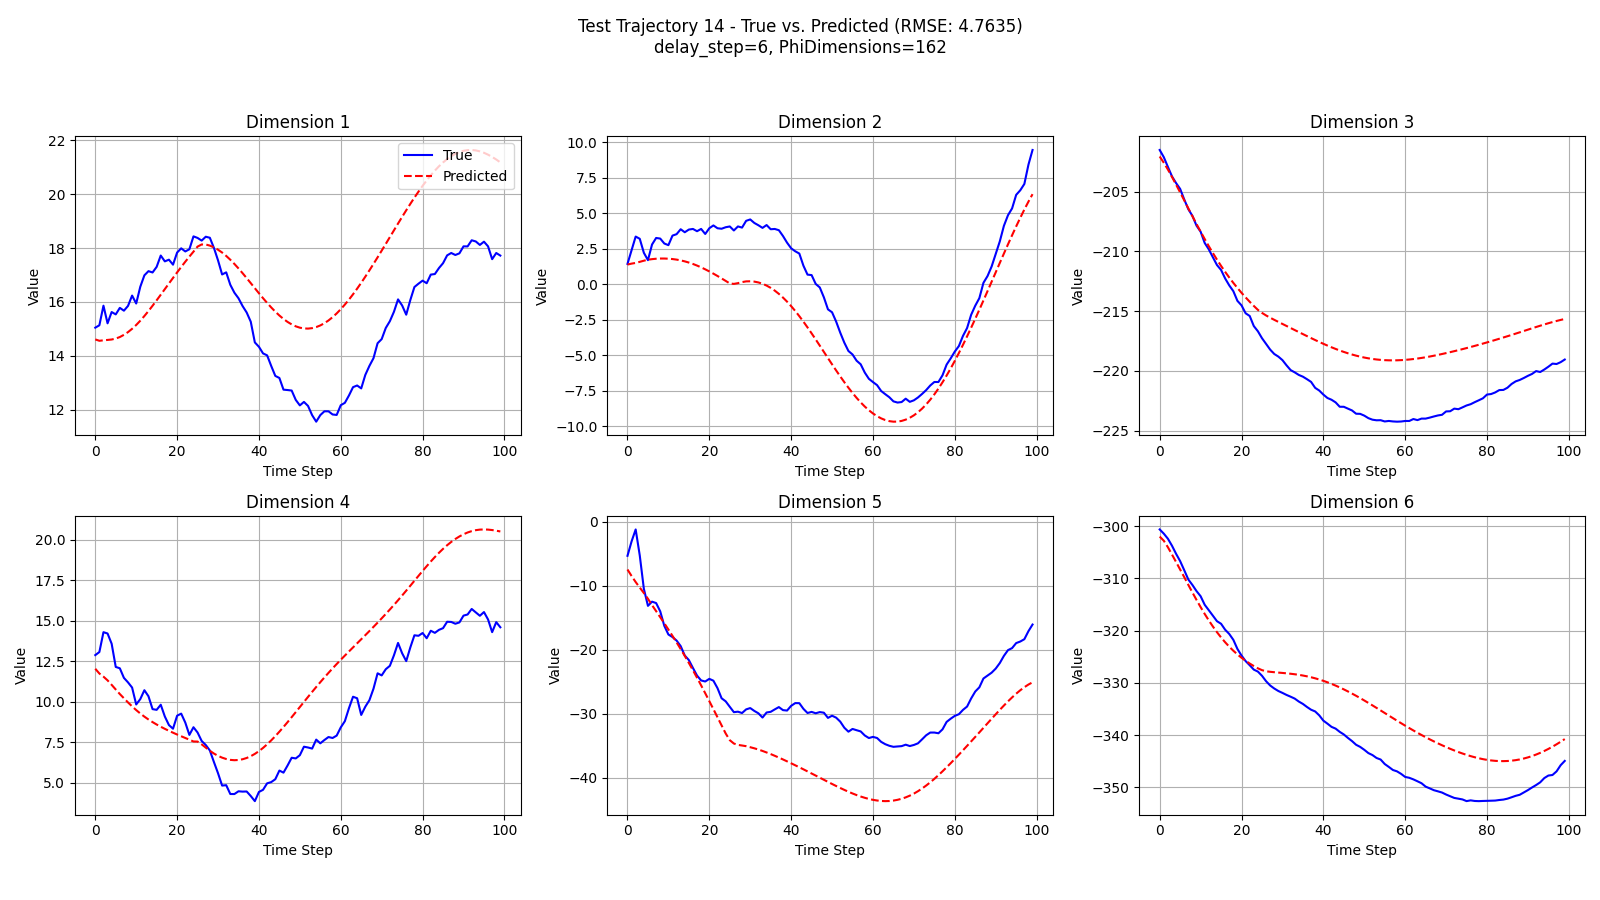 Test Trajectory 14 - True vs. Predicted (RMSE: 4.7635)
delay_step=6, PhiDimensions=162
Dimension 1
Value
22
20
18
16
14
12
True
Predicted
0 20 40 60 80 100
Time Step
Dimension 2
Value
10.0
7.5
5.0
2.5
0.0
−2.5
−5.0
−7.5
−10.0
0 20 40 60 80 100
Time Step
Dimension 3
Value
−205
−210
−215
−220
−225
0 20 40 60 80 100
Time Step
Dimension 4
Value
20.0
17.5
15.0
12.5
10.0
7.5
5.0
0 20 40 60 80 100
Time Step
Dimension 5
Value
0
−10
−20
−30
−40
0 20 40 60 80 100
Time Step
Dimension 6
Value
−300
−310
−320
−330
−340
−350
0 20 40 60 80 100
Time Step